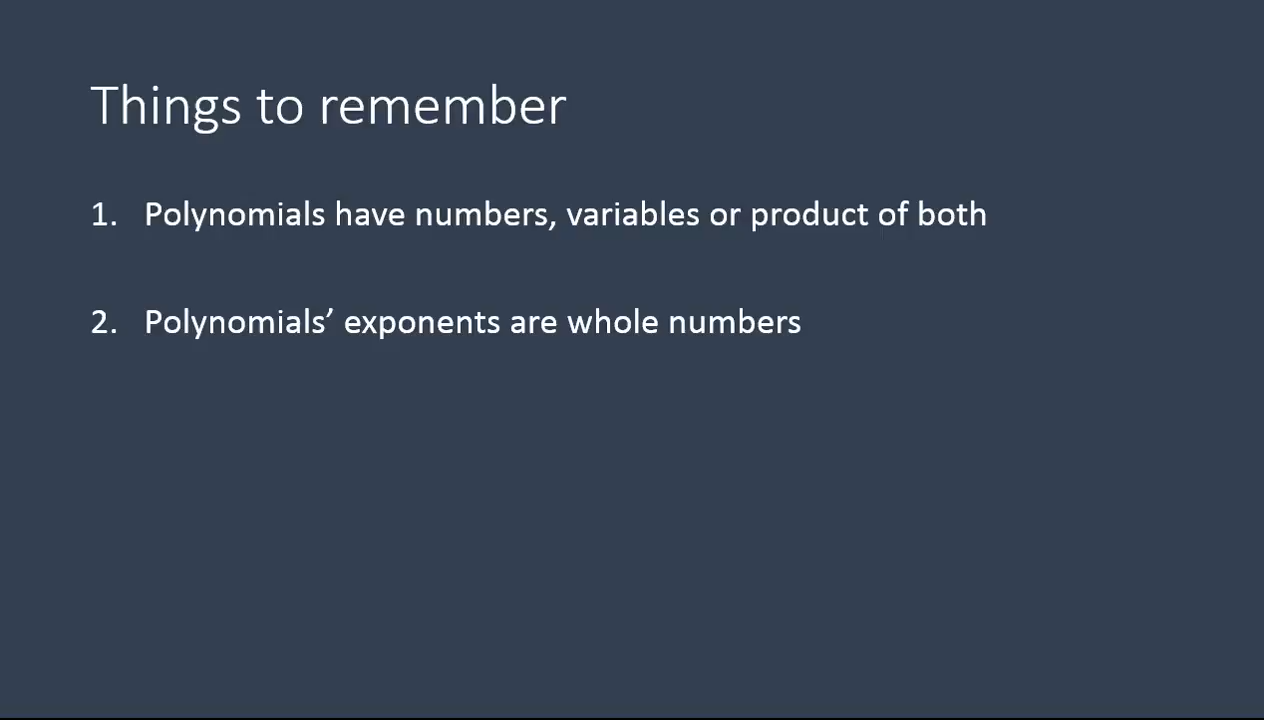 Things to remember
1. Polynomials have numbers, variables or product of both
2. Polynomials’ exponents are whole numbers